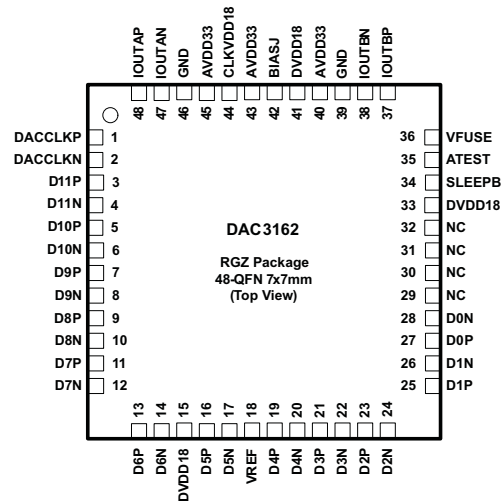 IOUTAP
IOUTAN
GND
AVDD33
CLKVDD18
AVDD33
BIASJ
DVDD18
AVDD33
GND
IOUTBN
IOUTBP
48
47
46
45
44
43
42
41
40
39
38
37
DACCLKP 1
DACCLKN 2
D11P 3
D11N 4
D10P 5
D10N 6
D9P 7
D9N 8
D8P 9
D8N 10
D7P 11
D7N 12
DAC3162
RGZ Package
48-QFN 7x7mm
(Top View)
36 VFUSE
35 ATEST
34 SLEEPB
33 DVDD18
32 NC
31 NC
30 NC
29 NC
28 D0N
27 D0P
26 D1N
25 D1P
13
14
15
16
17
18
19
20
21
22
23
24
D6P
D6N
DVDD18
D5P
D5N
VREF
D4P
D4N
D3P
D3N
D2P
D2N